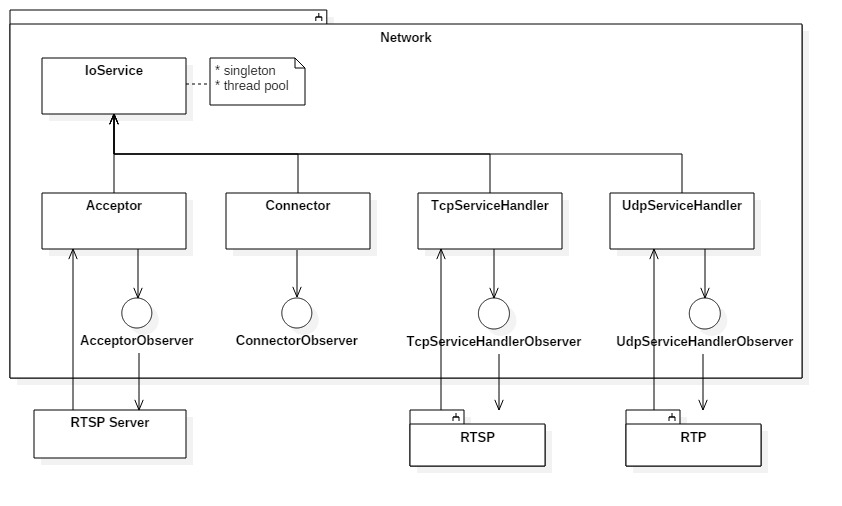 Network
IoService
* singleton
* thread pool
Acceptor
Connector
TcpServiceHandler
UdpServiceHandler
AcceptorObserver
ConnectorObserver
TcpServiceHandlerObserver
UdpServiceHandlerObserver
RTSP Server
RTSP
RTP